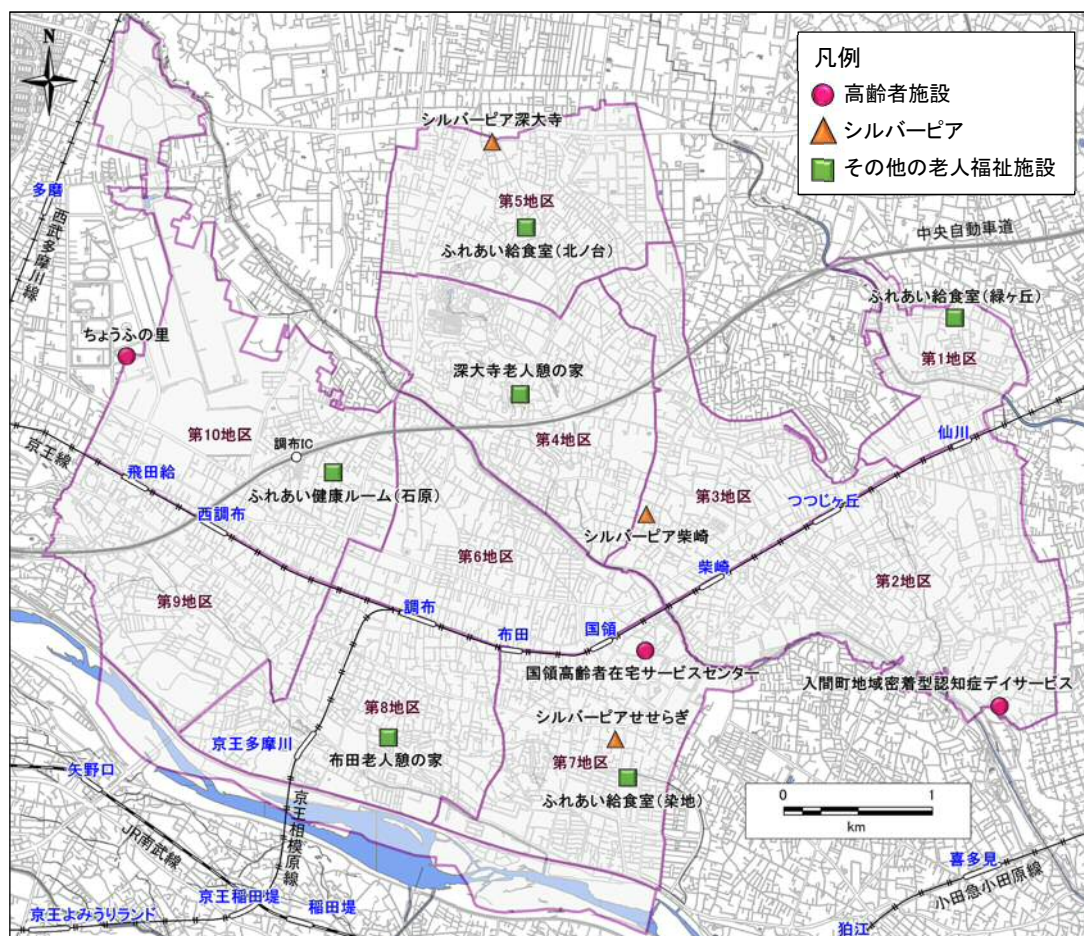 N
凡例
高齢者施設
シルバーピア
その他の老人福祉施設
シルバーピア深大寺
第5地区
ふれあい給食室(北ノ台)
多磨
西武多摩川線
中央自動車道
ふれあい給食室(緑ヶ丘)
第1地区
ちょうふの里
深大寺老人憩の家
第10地区
第4地区
仙川
京王線
調布IC
飛田給
ふれあい健康ルーム(石原)
第3地区
つつじヶ丘
西調布
シルバーピア柴崎
第6地区
柴崎
第2地区
第9地区
調布
布田
国領
国領高齢者在宅サービスセンター
入間町地域密着型認知症デイサービス
第8地区
シルバーピアせせらぎ
京王多摩川
布田老人憩の家
第7地区
矢野口
ふれあい給食室(染地)
0
1
km
京王相模原線
JR南武線
喜多見
小田急小田原線
京王稲田堤
稲田堤
京王よみうりランド
狛江